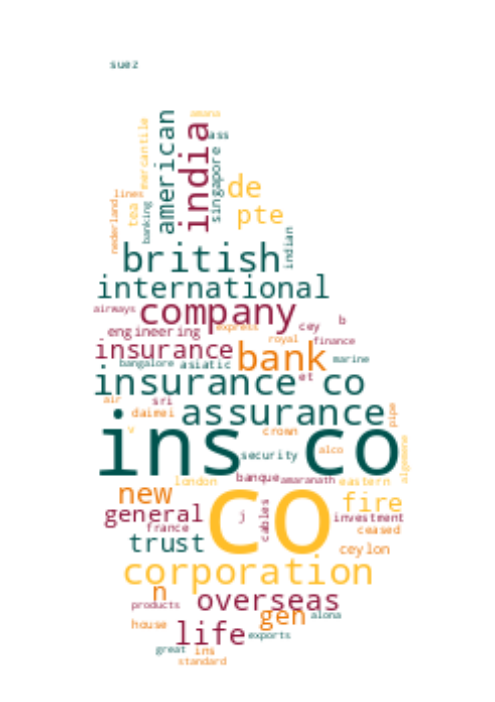 suez
amana
mercantile
american
india
ass
singapore
de
lines
tea
pte
nederland
banking
indian
british
international
airways
company
b
engineering
express
cey
royal
finance
insurance
bank
marine
bangalore
asiatic
et
insurance co
air
sri
daimei
assurance
pipe
v
ins co
crown
security
alco
algemene
london
banque
amaranath
eastern
new
co
fire
general
j
cables
investment
france
ceased
trust
ceylon
corporation
n
overseas
products
gen
alona
house
life
exports
great
ins
standard